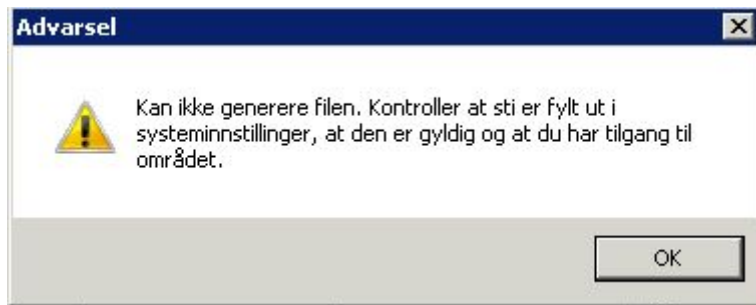 Advarsel
Kan ikke generere filen. Kontroller at sti er fylt ut i
systeminnstillinger, at den er gyldig og at du har tilgang til
området.
OK